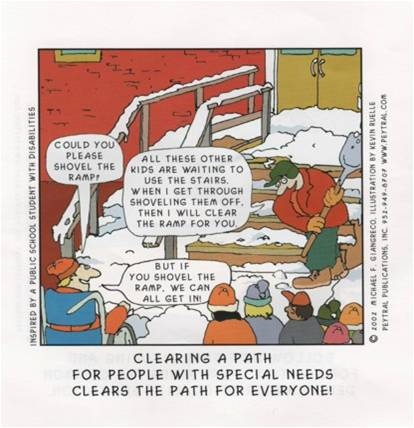 COULD YOU
PLEASE
SHOVEL THE
RAMP?
ALL THESE OTHER
KIDS ARE WAITING TO
USE THE STAIRS.
WHEN I GET THROUGH
SHOVELING THEM OFF,
THEN I WILL CLEAR
THE RAMP FOR YOU.
BUT IF
YOU SHOVEL THE
RAMP, WE CAN
ALL GET IN!
INSPIRED BY A PUBLIC SCHOOL STUDENT WITH DISABILITIES
© 2002 MICHAEL F. GIANGRECO, ILLUSTRATION BY KEVIN RUELLE
PEYTRAL PUBLICATIONS, INC. 952-949-8707 WWW.PEYTRAL.COM
CLEARING A PATH
FOR PEOPLE WITH SPECIAL NEEDS
CLEARS THE PATH FOR EVERYONE!